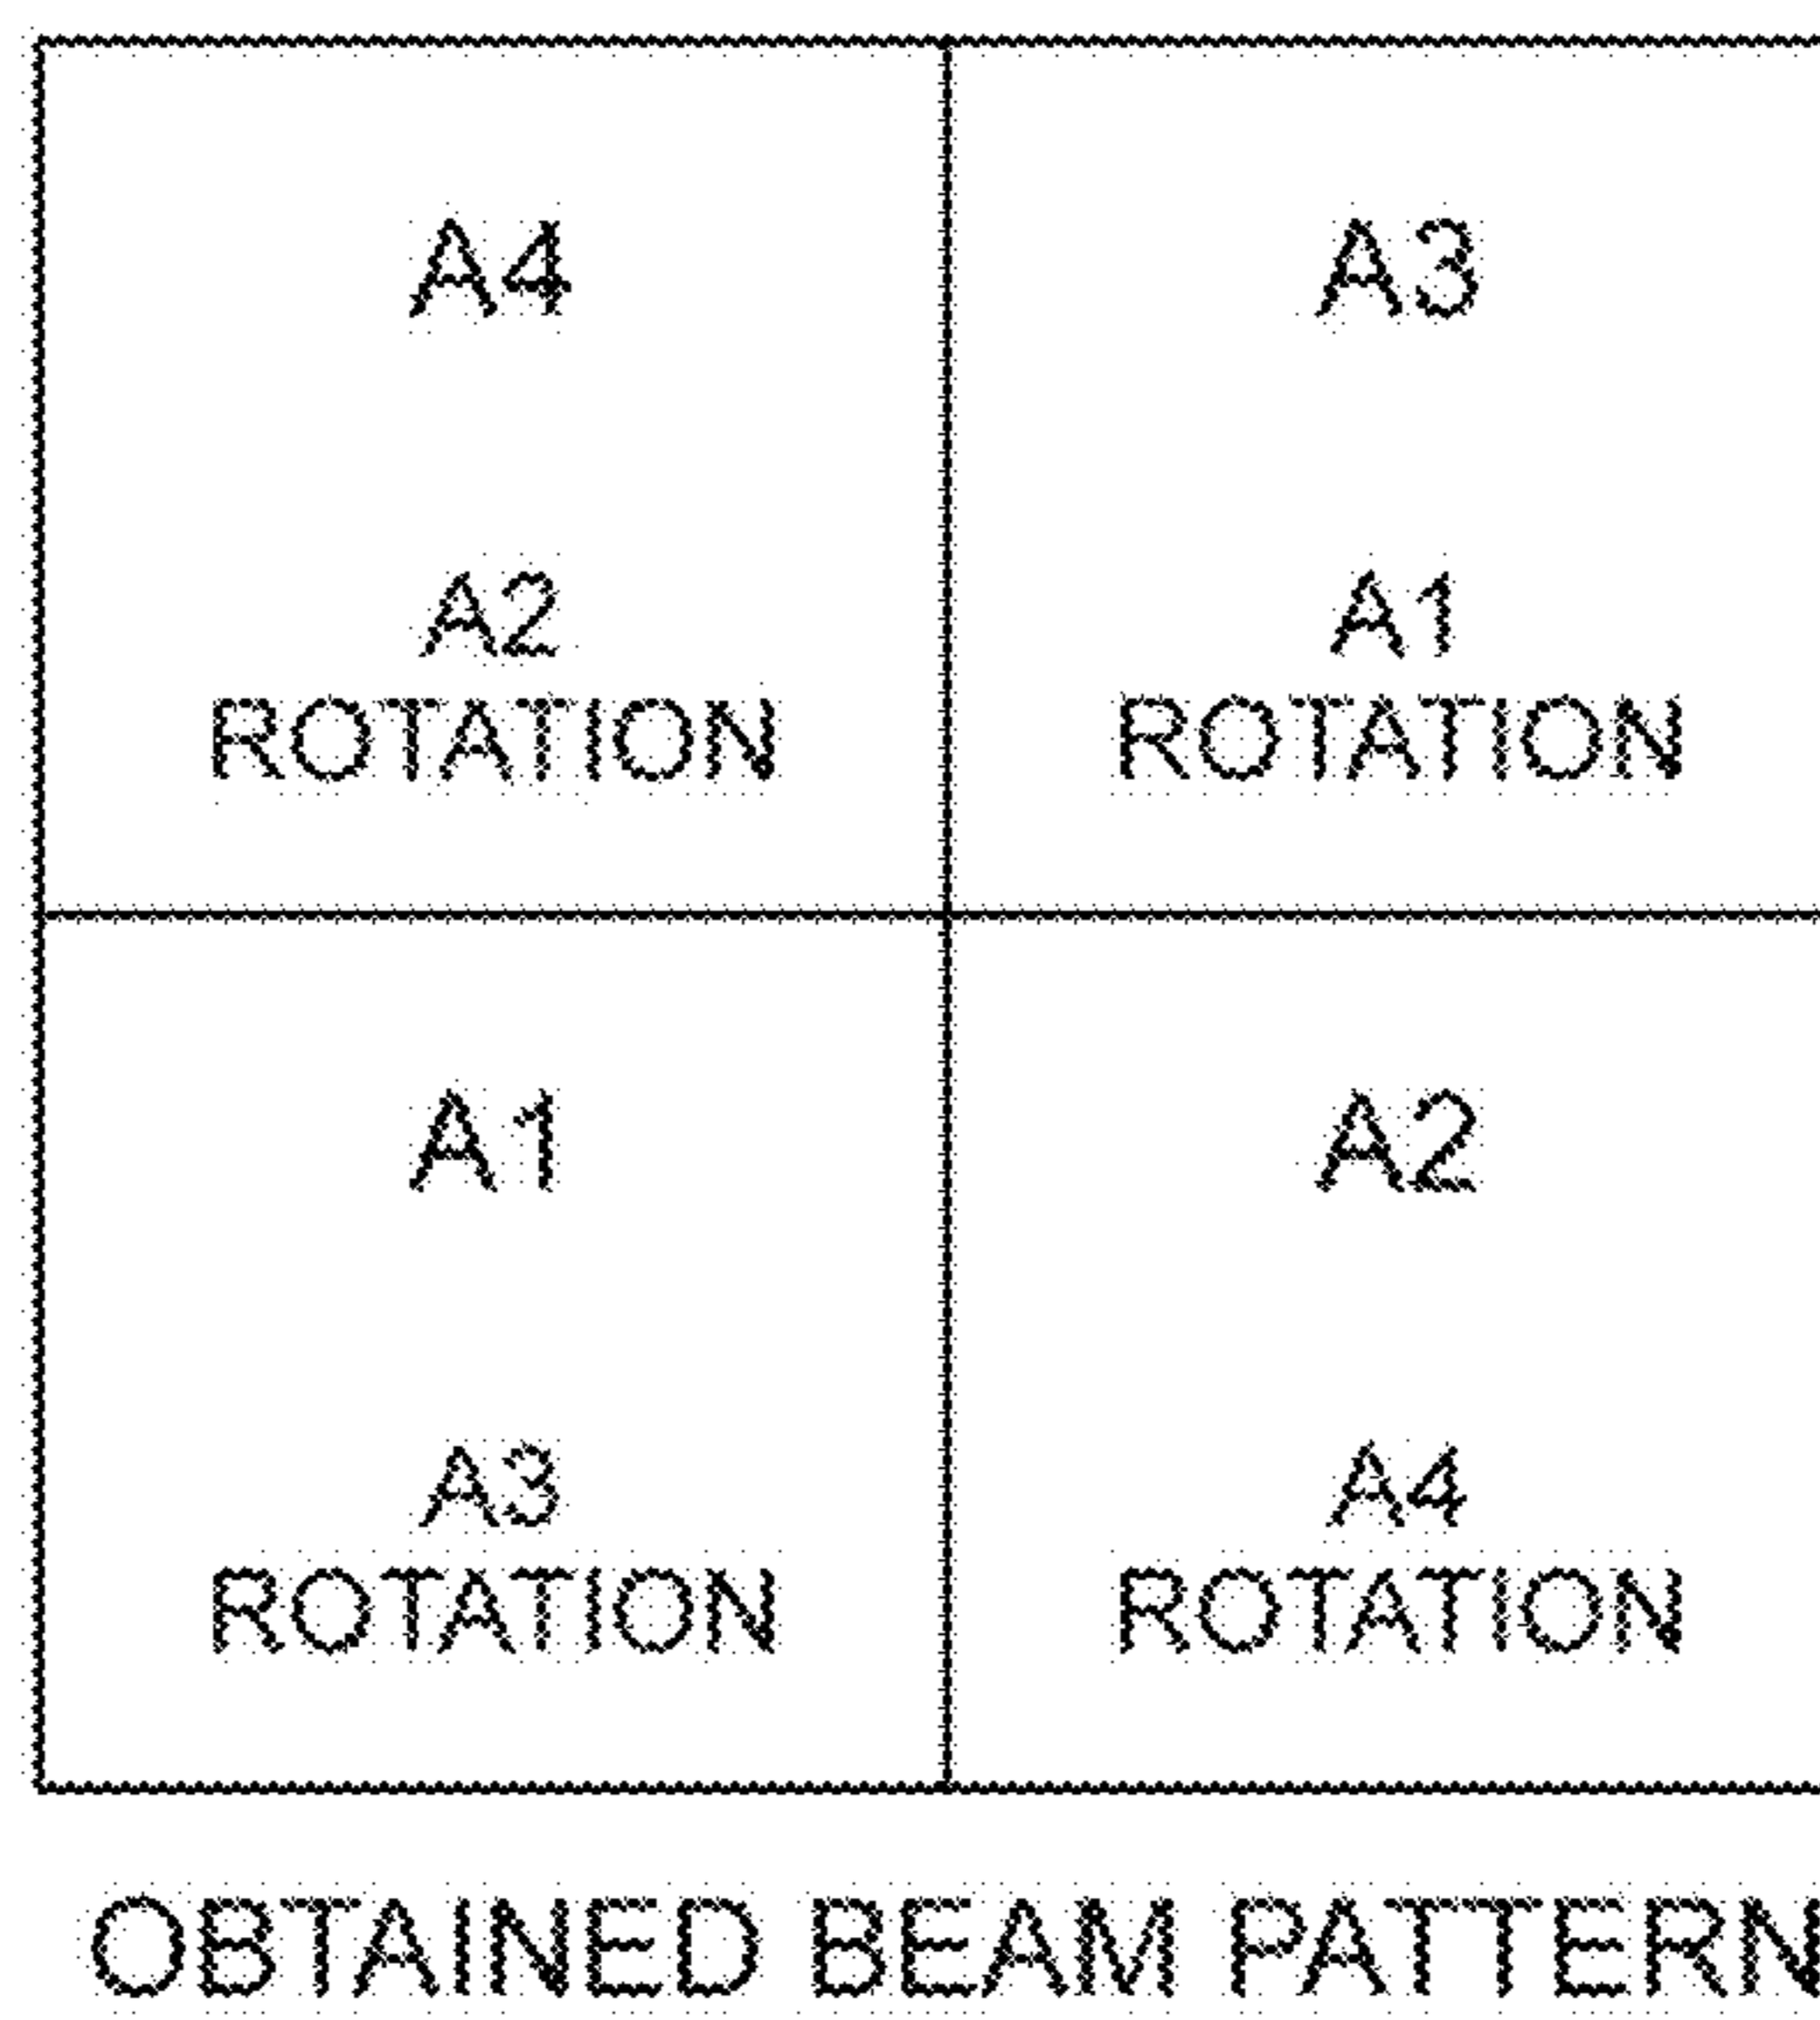 A4 A3
A2 A1
ROTATION ROTATION
A1 A2
A3 A4
ROTATION ROTATION
OBTAINED BEAM PATTERN